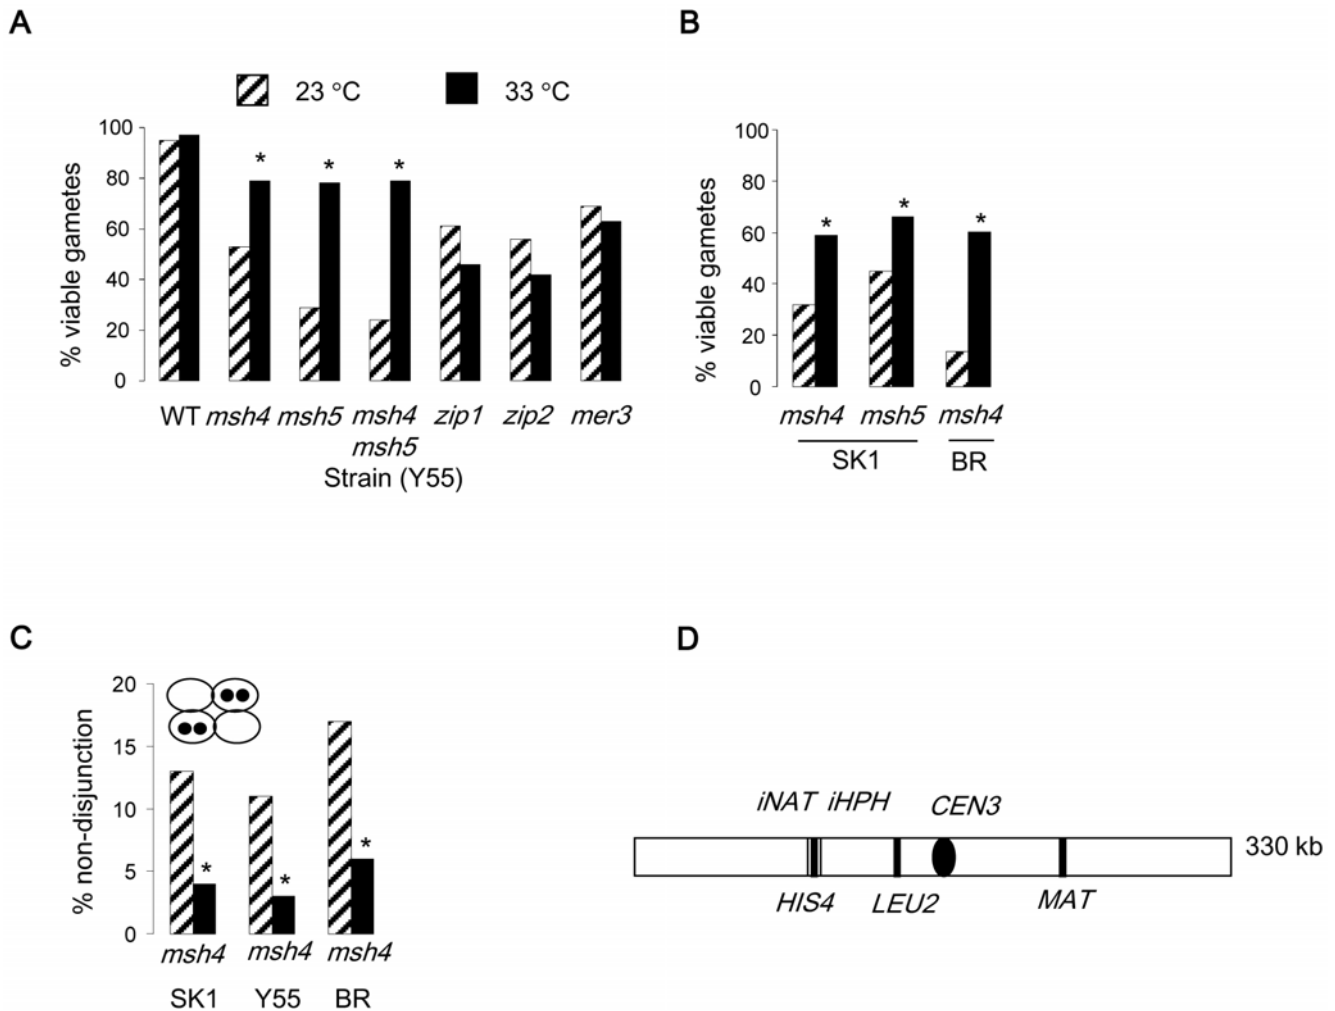 A
23 °C 33 °C
% viable gametes
100
80
60
40
20
0
* * *
WT msh4 msh5 msh4 zip1 zip2 mer3
msh5
Strain (Y55)
B
% viable gametes
100
80
60
40
20
0
* * *
msh4 msh5 msh4
SK1 BR
C
% non-disjunction
20
15
10
5
0
* * *
msh4 msh4 msh4
SK1 Y55 BR
D
iNAT iHPH CEN3
330 kb
HIS4 LEU2 MAT